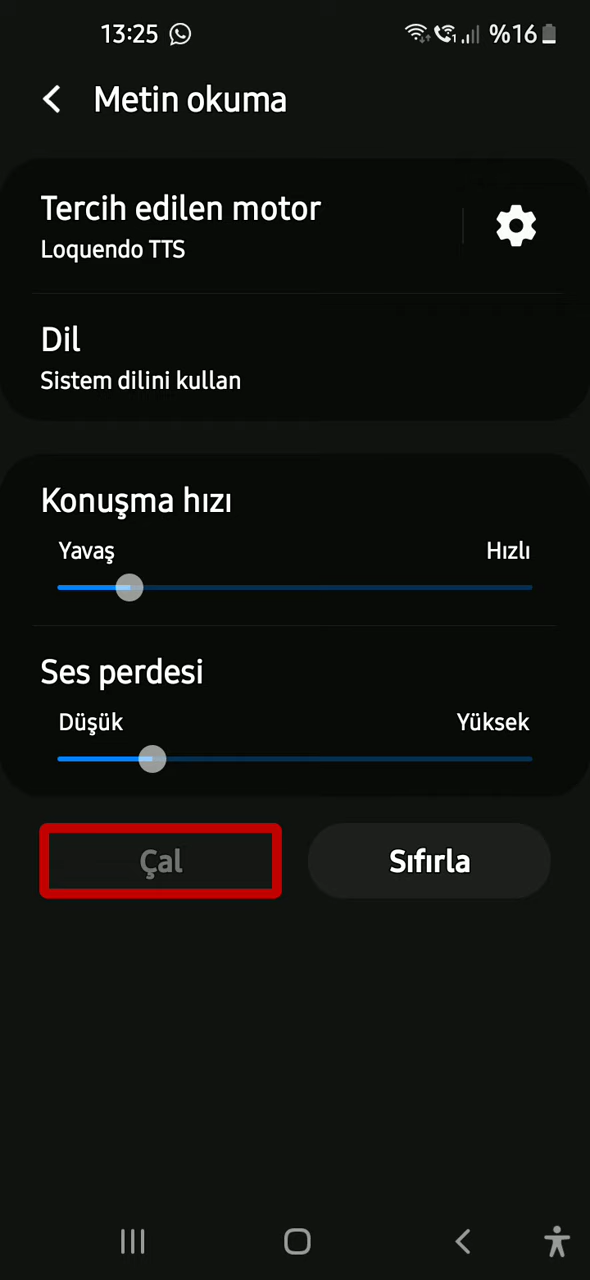 13:25 %16
Metin okuma
Tercih edilen motor
Loquendo TTS
Dil
Sistem dilini kullan
Konuşma hızı
Yavaş Hızlı
Ses perdesi
Düşük Yüksek
Çal Sıfırla